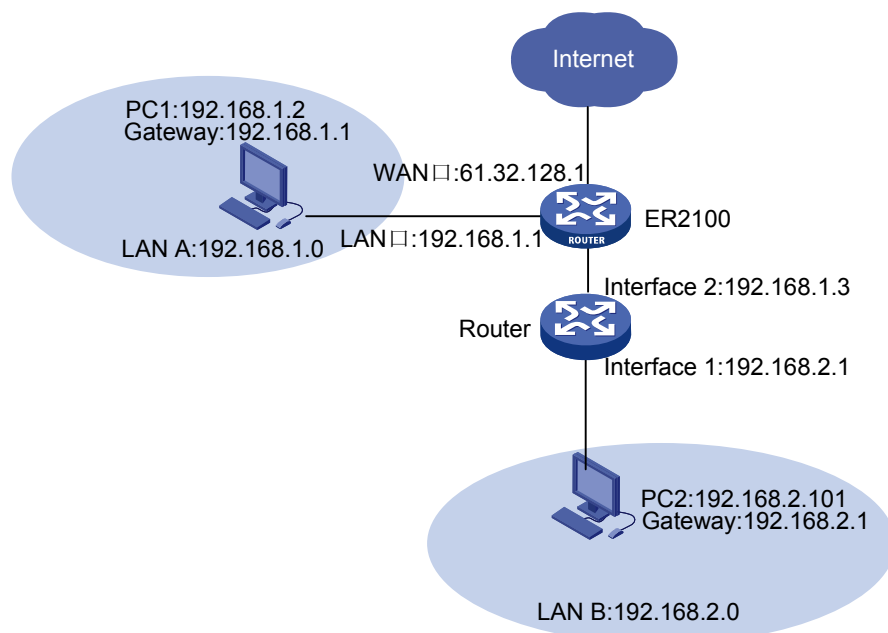 Internet
PC1:192.168.1.2
Gateway:192.168.1.1
WAN口:61.32.128.1
ER2100
ROUTER
LAN口:192.168.1.1
LAN A:192.168.1.0
Interface 2:192.168.1.3
Router
Interface 1:192.168.2.1
PC2:192.168.2.101
Gateway:192.168.2.1
LAN B:192.168.2.0